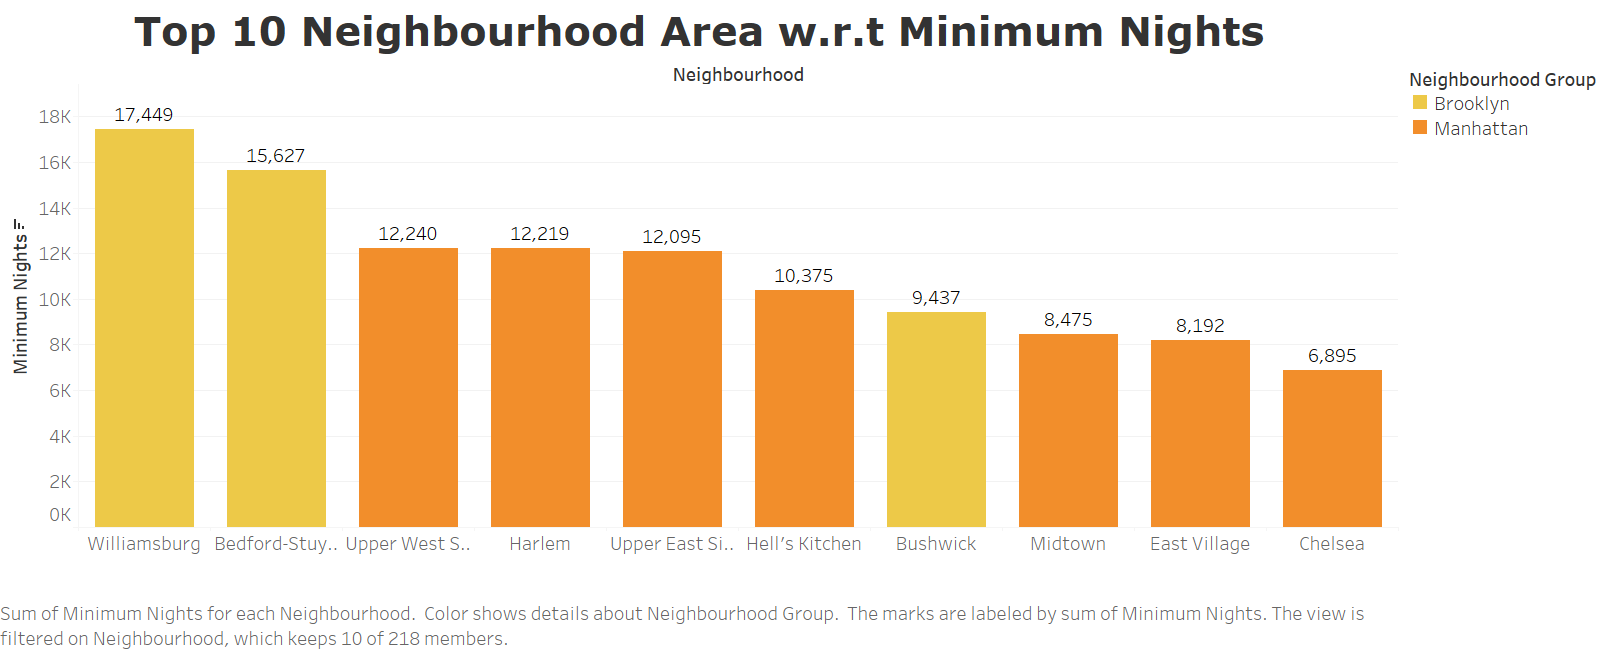 Top 10 Neighbourhood Area w.r.t Minimum Nights
Neighbourhood
Neighbourhood Group
Brooklyn
Manhattan
Minimum Nights
18K
16K
14K
12K
10K
8K
6K
4K
2K
0K
17,449
15,627
12,240
12,219
12,095
10,375
9,437
8,475
8,192
6,895
Williamsburg
Bedford-Stuy..
Upper West S..
Harlem
Upper East Si..
Hell's Kitchen
Bushwick
Midtown
East Village
Chelsea
Sum of Minimum Nights for each Neighbourhood.  Color shows details about Neighbourhood Group.  The marks are labeled by sum of Minimum Nights. The view is
filtered on Neighbourhood, which keeps 10 of 218 members.